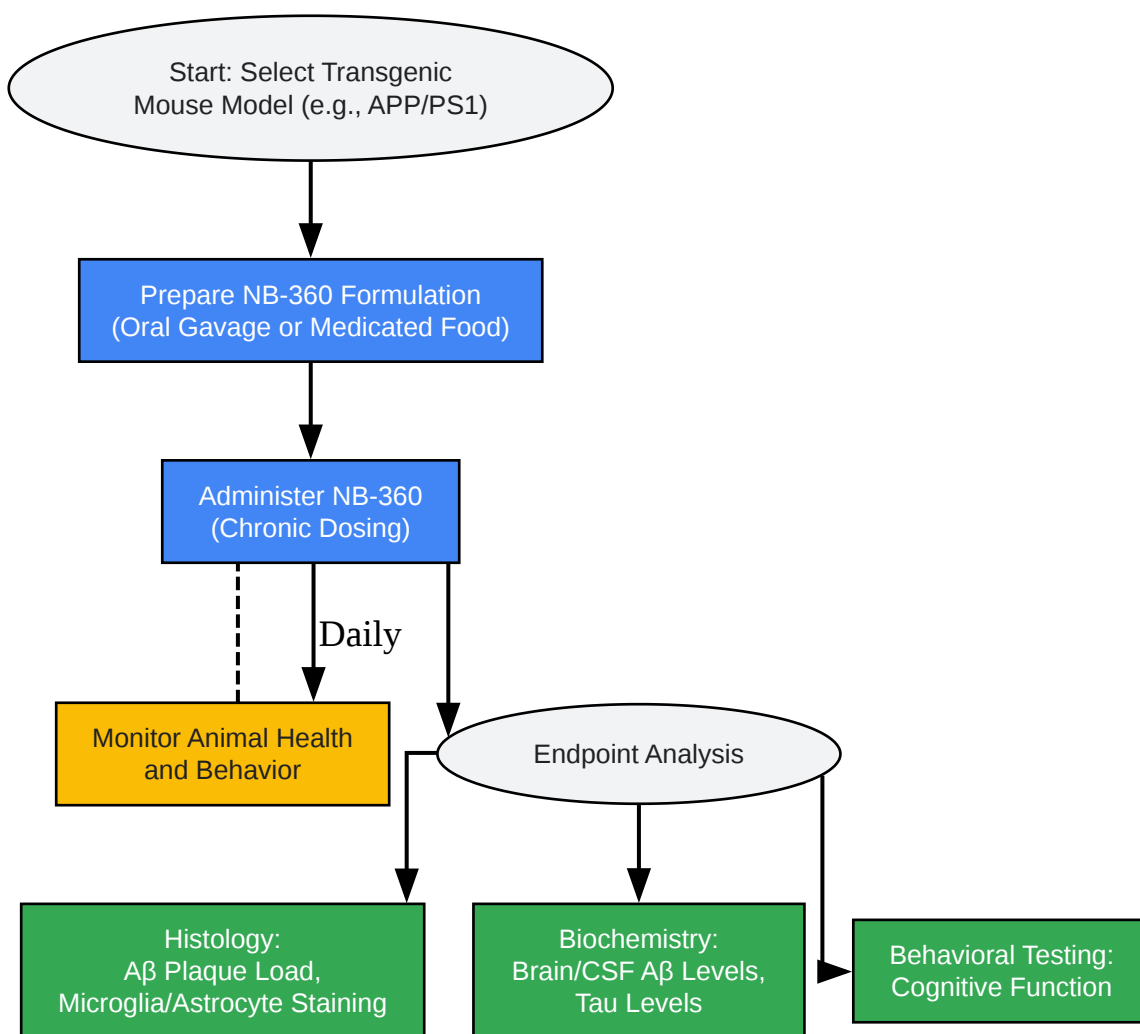 Start: Select Transgenic
Mouse Model (e.g., APP/PS1)
Prepare NB-360 Formulation
(Oral Gavage or Medicated Food)
Administer NB-360
(Chronic Dosing)
Daily
Monitor Animal Health
and Behavior
Endpoint Analysis
Histology:
Aβ Plaque Load,
Microglia/Astrocyte Staining
Biochemistry:
Brain/CSF Aβ Levels,
Tau Levels
Behavioral Testing:
Cognitive Function